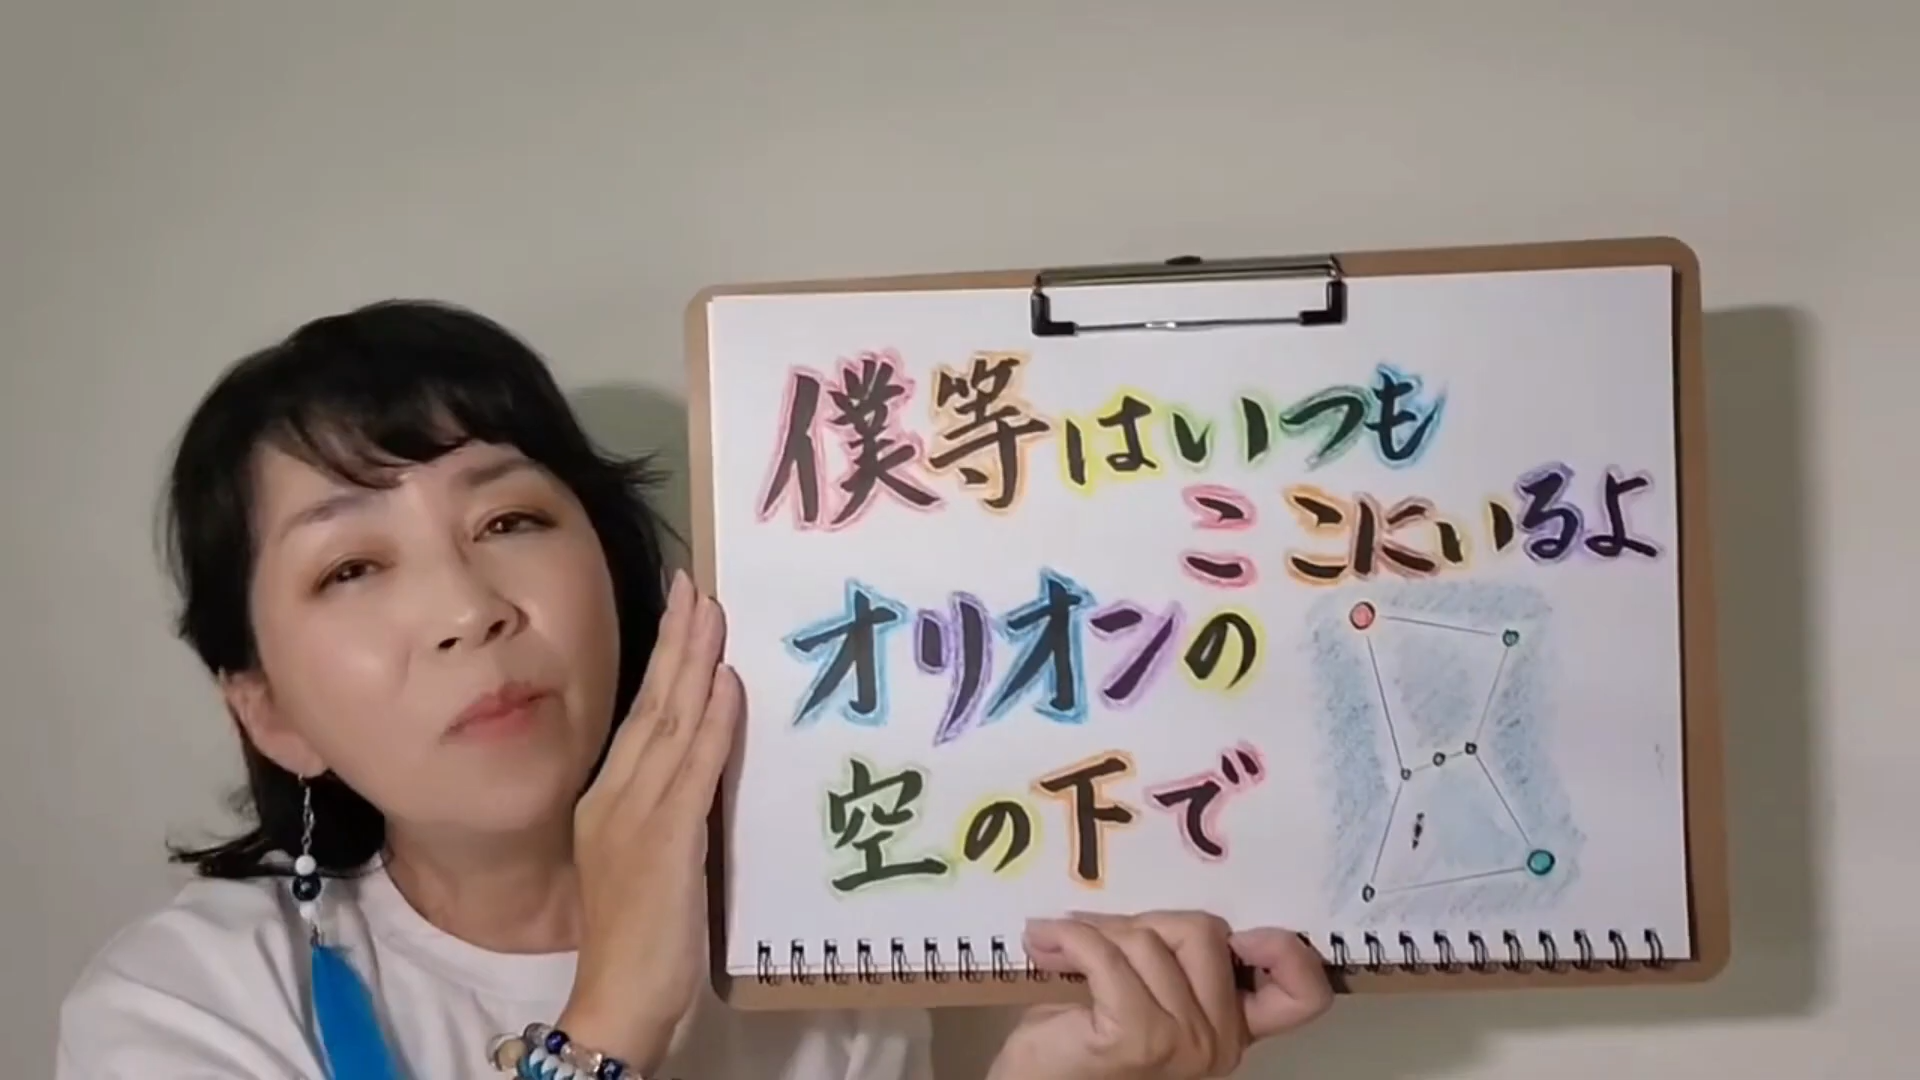 僕等はいつも
ここにいるよ
オリオンの
空の下で